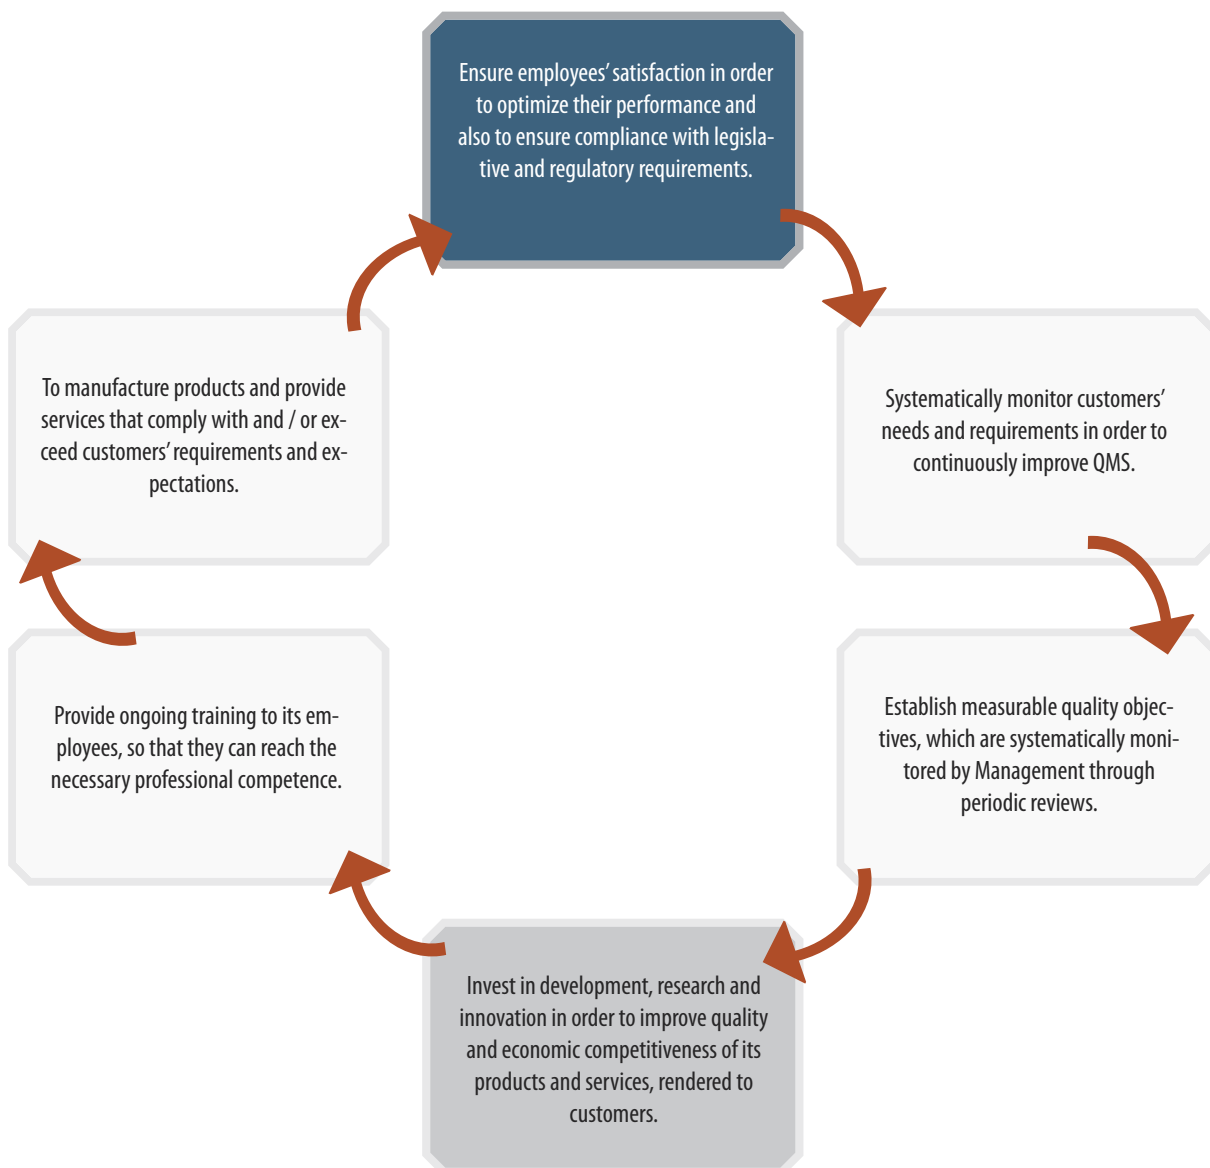 Ensure employees’ satisfaction in order
to optimize their performance and
also to ensure compliance with legisla-
tive and regulatory requirements.
Systematically monitor customers’
needs and requirements in order to
continuously improve QMS.
Establish measurable quality objec-
tives, which are systematically moni-
tored by Management through
periodic reviews.
Invest in development, research and
innovation in order to improve quality
and economic competitiveness of its
products and services, rendered to
customers.
Provide ongoing training to its em-
ployees, so that they can reach the
necessary professional competence.
To manufacture products and provide
services that comply with and / or ex-
ceed customers’ requirements and ex-
pectations.